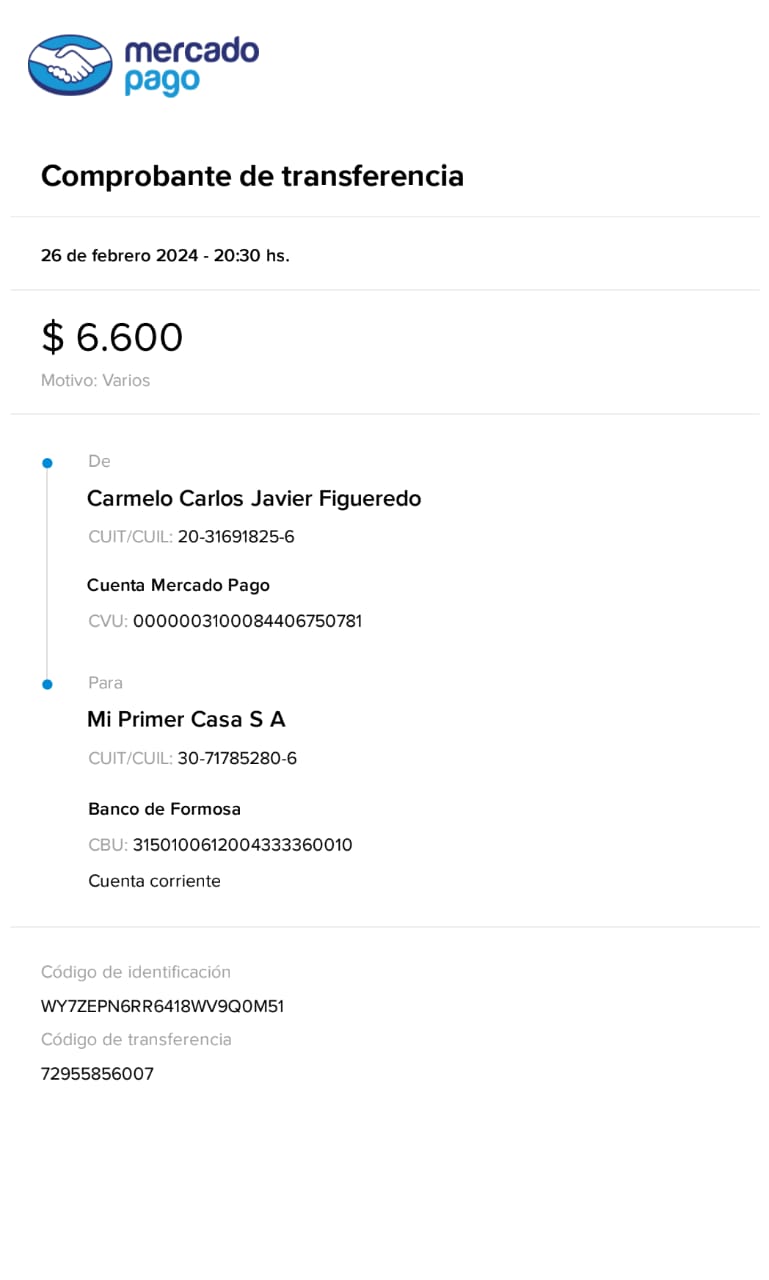 mercado
pago
Comprobante de transferencia
26 de febrero 2024 - 20:30 hs.
$ 6.600
Motivo: Varios
De
Carmelo Carlos Javier Figueredo
CUIT/CUIL: 20-31691825-6
Cuenta Mercado Pago
CVU: 0000003100084406750781
Para
Mi Primer Casa S A
CUIT/CUIL: 30-71785280-6
Banco de Formosa
CBU: 3150100612004333360010
Cuenta corriente
Código de identificación
WY7ZEPN6RR6418WV9Q0M51
Código de transferencia
72955856007